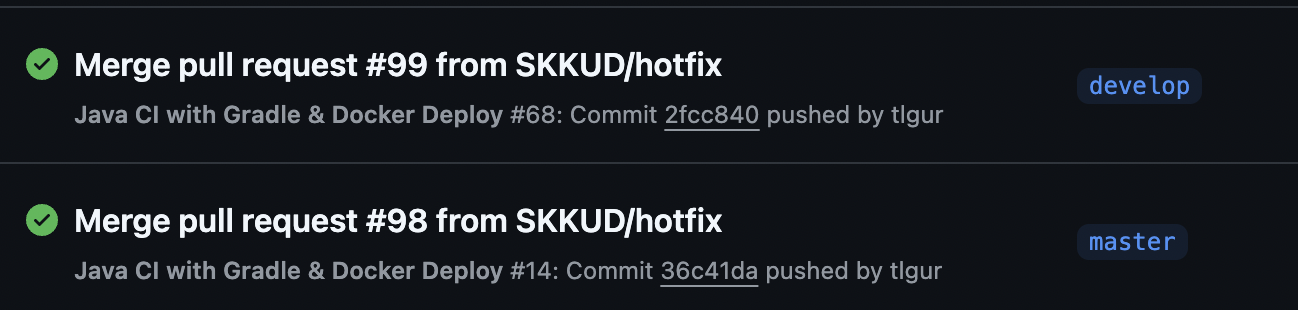 Merge pull request #99 from SKKUD/hotfix
develop
Java CI with Gradle & Docker Deploy #68: Commit 2fcc840 pushed by tlgur
Merge pull request #98 from SKKUD/hotfix
master
Java CI with Gradle & Docker Deploy #14: Commit 36c41da pushed by tlgur